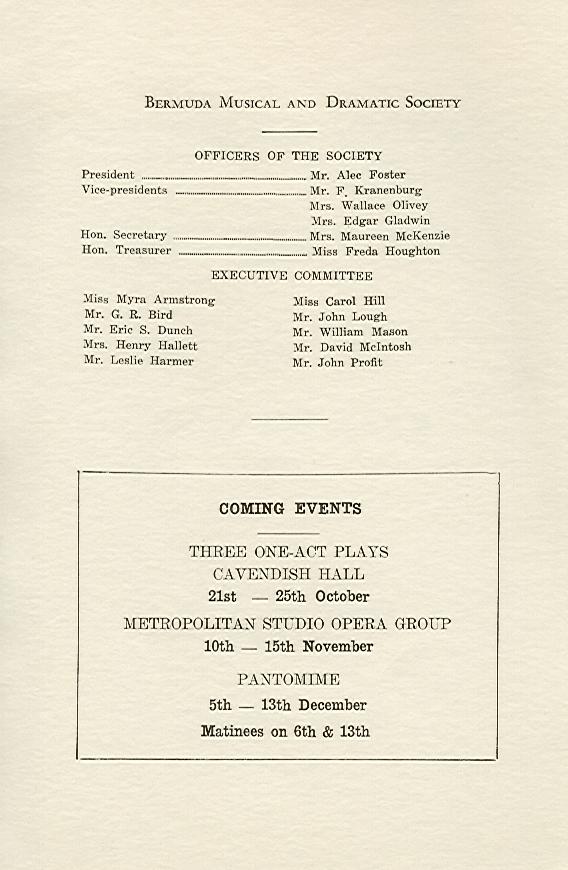 BERMUDA MUSICAL AND DRAMATIC SOCIETY
OFFICERS OF THE SOCIETY
President ........ Mr. Alec Foster
Vice-presidents ........ Mr. F. Kranenburg
Mrs. Wallace Olivey
Mrs. Edgar Gladwin
Hon. Secretary ........ Mrs. Maureen McKenzie
Hon. Treasurer ........ Miss Freda Houghton
EXECUTIVE COMMITTEE
Miss Myra Armstrong
Mr. G. R. Bird
Mr. Eric S. Dunch
Mrs. Henry Hallett
Mr. Leslie Harmer
Miss Carol Hill
Mr. John Lough
Mr. William Mason
Mr. David McIntosh
Mr. John Profit
COMING EVENTS
THREE ONE-ACT PLAYS
CAVENDISH HALL
21st — 25th October
METROPOLITAN STUDIO OPERA GROUP
10th — 15th November
PANTOMIME
5th — 13th December
Matinees on 6th & 13th